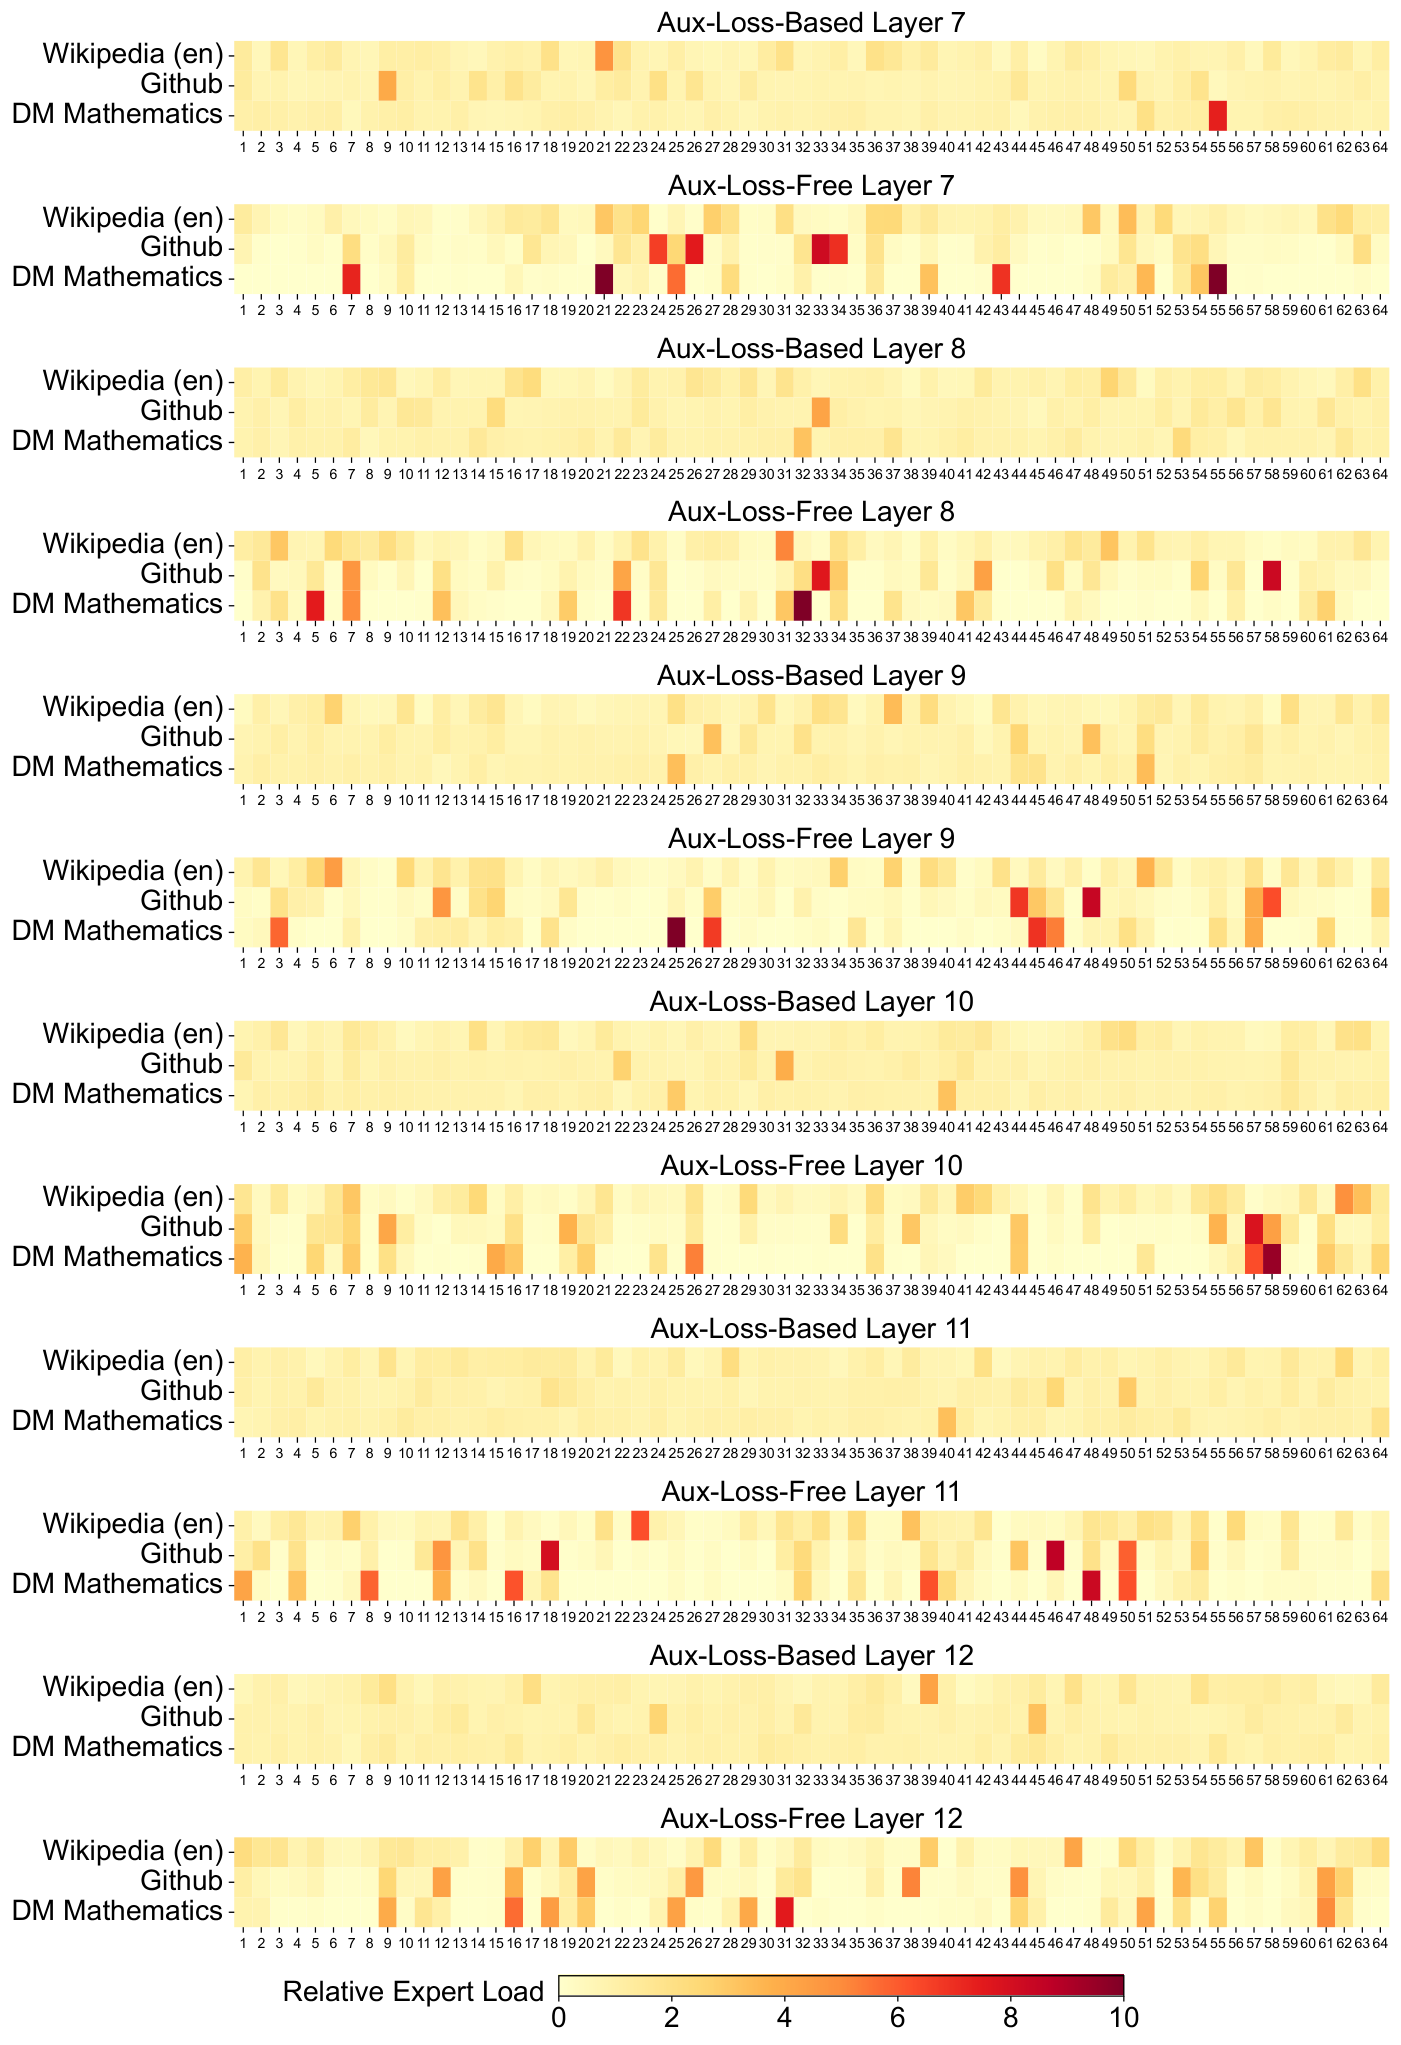 Aux-Loss-Based Layer 7
Wikipedia (en)
Github
DM Mathematics
1 2 3 4 5 6 7 8 9 10 11 12 13 14 15 16 17 18 19 20 21 22 23 24 25 26 27 28 29 30 31 32 33 34 35 36 37 38 39 40 41 42 43 44 45 46 47 48 49 50 51 52 53 54 55 56 57 58 59 60 61 62 63 64
Aux-Loss-Free Layer 7
Wikipedia (en)
Github
DM Mathematics
1 2 3 4 5 6 7 8 9 10 11 12 13 14 15 16 17 18 19 20 21 22 23 24 25 26 27 28 29 30 31 32 33 34 35 36 37 38 39 40 41 42 43 44 45 46 47 48 49 50 51 52 53 54 55 56 57 58 59 60 61 62 63 64
Aux-Loss-Based Layer 8
Wikipedia (en)
Github
DM Mathematics
1 2 3 4 5 6 7 8 9 10 11 12 13 14 15 16 17 18 19 20 21 22 23 24 25 26 27 28 29 30 31 32 33 34 35 36 37 38 39 40 41 42 43 44 45 46 47 48 49 50 51 52 53 54 55 56 57 58 59 60 61 62 63 64
Aux-Loss-Free Layer 8
Wikipedia (en)
Github
DM Mathematics
1 2 3 4 5 6 7 8 9 10 11 12 13 14 15 16 17 18 19 20 21 22 23 24 25 26 27 28 29 30 31 32 33 34 35 36 37 38 39 40 41 42 43 44 45 46 47 48 49 50 51 52 53 54 55 56 57 58 59 60 61 62 63 64
Aux-Loss-Based Layer 9
Wikipedia (en)
Github
DM Mathematics
1 2 3 4 5 6 7 8 9 10 11 12 13 14 15 16 17 18 19 20 21 22 23 24 25 26 27 28 29 30 31 32 33 34 35 36 37 38 39 40 41 42 43 44 45 46 47 48 49 50 51 52 53 54 55 56 57 58 59 60 61 62 63 64
Aux-Loss-Free Layer 9
Wikipedia (en)
Github
DM Mathematics
1 2 3 4 5 6 7 8 9 10 11 12 13 14 15 16 17 18 19 20 21 22 23 24 25 26 27 28 29 30 31 32 33 34 35 36 37 38 39 40 41 42 43 44 45 46 47 48 49 50 51 52 53 54 55 56 57 58 59 60 61 62 63 64
Aux-Loss-Based Layer 10
Wikipedia (en)
Github
DM Mathematics
1 2 3 4 5 6 7 8 9 10 11 12 13 14 15 16 17 18 19 20 21 22 23 24 25 26 27 28 29 30 31 32 33 34 35 36 37 38 39 40 41 42 43 44 45 46 47 48 49 50 51 52 53 54 55 56 57 58 59 60 61 62 63 64
Aux-Loss-Free Layer 10
Wikipedia (en)
Github
DM Mathematics
1 2 3 4 5 6 7 8 9 10 11 12 13 14 15 16 17 18 19 20 21 22 23 24 25 26 27 28 29 30 31 32 33 34 35 36 37 38 39 40 41 42 43 44 45 46 47 48 49 50 51 52 53 54 55 56 57 58 59 60 61 62 63 64
Aux-Loss-Based Layer 11
Wikipedia (en)
Github
DM Mathematics
1 2 3 4 5 6 7 8 9 10 11 12 13 14 15 16 17 18 19 20 21 22 23 24 25 26 27 28 29 30 31 32 33 34 35 36 37 38 39 40 41 42 43 44 45 46 47 48 49 50 51 52 53 54 55 56 57 58 59 60 61 62 63 64
Aux-Loss-Free Layer 11
Wikipedia (en)
Github
DM Mathematics
1 2 3 4 5 6 7 8 9 10 11 12 13 14 15 16 17 18 19 20 21 22 23 24 25 26 27 28 29 30 31 32 33 34 35 36 37 38 39 40 41 42 43 44 45 46 47 48 49 50 51 52 53 54 55 56 57 58 59 60 61 62 63 64
Aux-Loss-Based Layer 12
Wikipedia (en)
Github
DM Mathematics
1 2 3 4 5 6 7 8 9 10 11 12 13 14 15 16 17 18 19 20 21 22 23 24 25 26 27 28 29 30 31 32 33 34 35 36 37 38 39 40 41 42 43 44 45 46 47 48 49 50 51 52 53 54 55 56 57 58 59 60 61 62 63 64
Aux-Loss-Free Layer 12
Wikipedia (en)
Github
DM Mathematics
1 2 3 4 5 6 7 8 9 10 11 12 13 14 15 16 17 18 19 20 21 22 23 24 25 26 27 28 29 30 31 32 33 34 35 36 37 38 39 40 41 42 43 44 45 46 47 48 49 50 51 52 53 54 55 56 57 58 59 60 61 62 63 64
Relative Expert Load
0 2 4 6 8 10